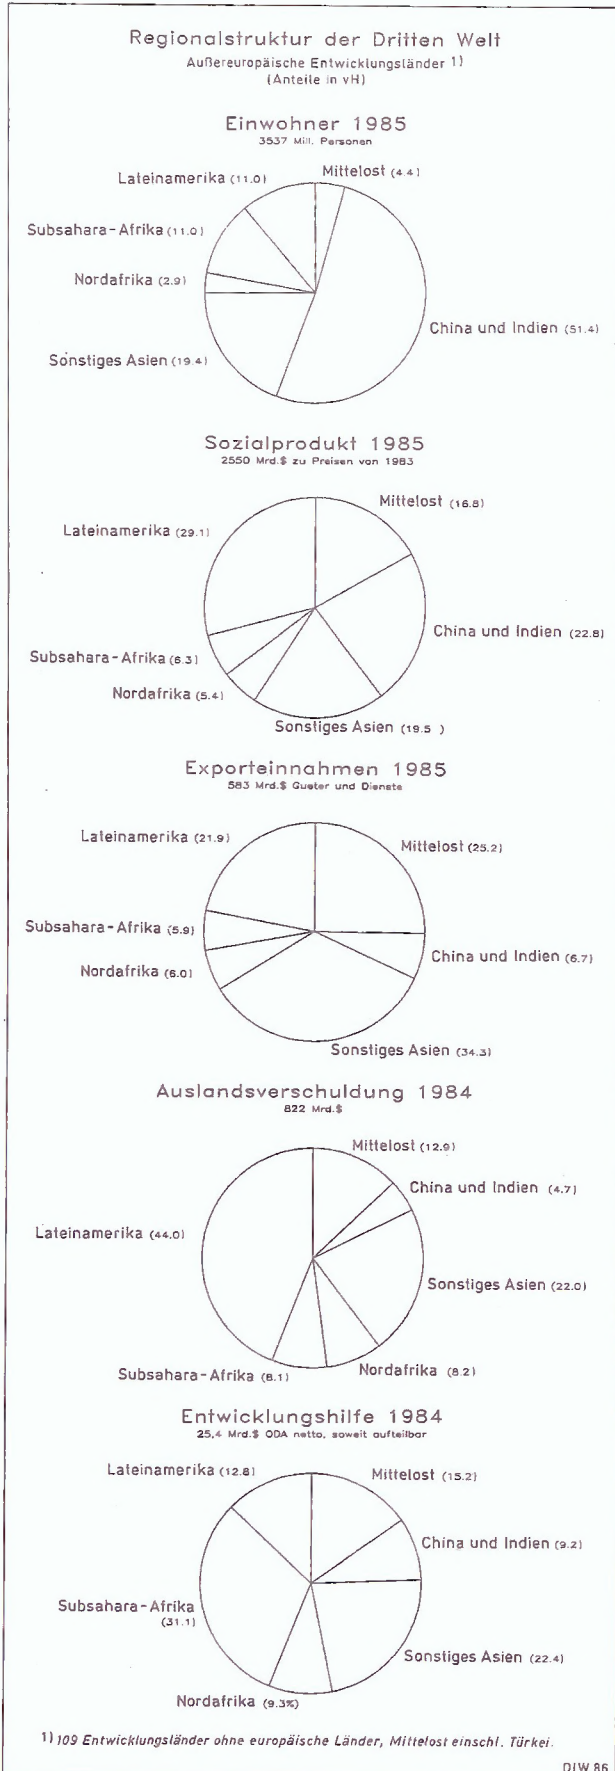 Regionalstruktur der Dritten Welt
Außereuropäische Entwicklungsländer 1)
(Anteile in vH)
Einwohner 1985
3537 Mill. Personen
Lateinamerika (11.0)
Mittelost (4.4)
Subsahara-Afrika (11.0)
Nordafrika (2.9)
China und Indien (51.4)
Sonstiges Asien (19.4)
Sozialprodukt 1985
2550 Mrd.$ zu Preisen von 1983
Mittelost (16.8)
Lateinamerika (29.1)
China und Indien (22.8)
Subsahara-Afrika (6.3)
Nordafrika (5.4)
Sonstiges Asien (19.5 )
Exporteinnahmen 1985
583 Mrd.$ Gueter und Dienste
Lateinamerika (21.9)
Mittelost (25.2)
Subsahara-Afrika (5.9)
China und Indien (6.7)
Nordafrika (6.0)
Sonstiges Asien (34.3)
Auslandsverschuldung 1984
822 Mrd.$
Mittelost (12.9)
China und Indien (4.7)
Lateinamerika (44.0)
Sonstiges Asien (22.0)
Nordafrika (8.2)
Subsahara-Afrika (8.1)
Entwicklungshilfe 1984
25,4 Mrd.$ ODA netto, soweit aufteilbar
Lateinamerika (12.8)
Mittelost (15.2)
China und Indien (9.2)
Subsahara-Afrika
(31.1)
Sonstiges Asien (22.4)
Nordafrika (9.3%)
1) 109 Entwicklungsländer ohne europäische Länder, Mittelost einschl. Türkei.
DIW 86